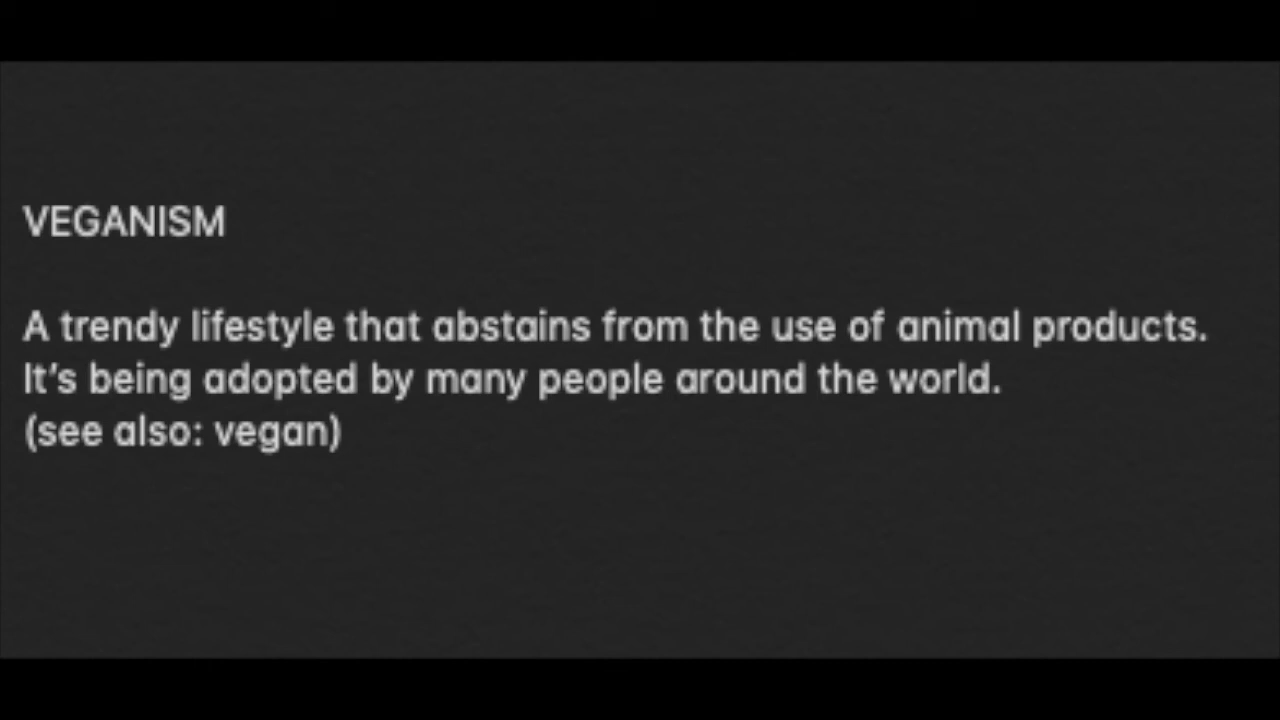 VEGANISM
A trendy lifestyle that abstains from the use of animal products.
It’s being adopted by many people around the world.
(see also: vegan)